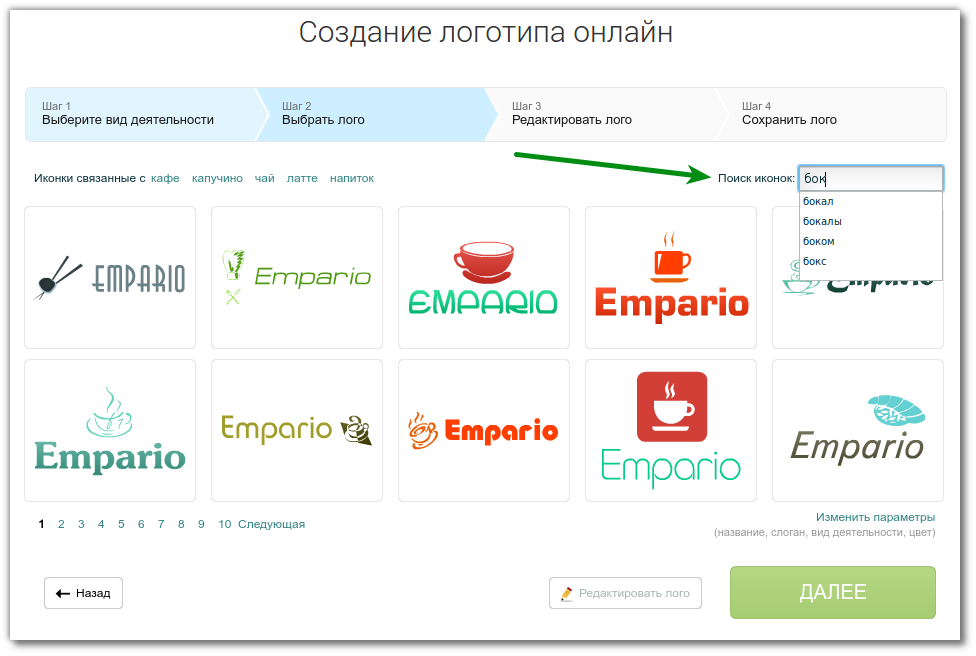 Создание логотипа онлайн
Шаг 1
Выберите вид деятельности
Шаг 2
Выбрать лого
Шаг 3
Редактировать лого
Шаг 4
Сохранить лого
Иконки связанные с кафе капучино чай латте напиток
Поиск иконок: бок
бокал
бокалы
боком
бокс
EMPARIO
Empario
EMPARIO
Empario
Empario
Empario
Empario
Empario
Empario
Empario
1 2 3 4 5 6 7 8 9 10 Следующая
Изменить параметры
(название, слоган, вид деятельности, цвет)
Назад
Редактировать лого
ДАЛЕЕ